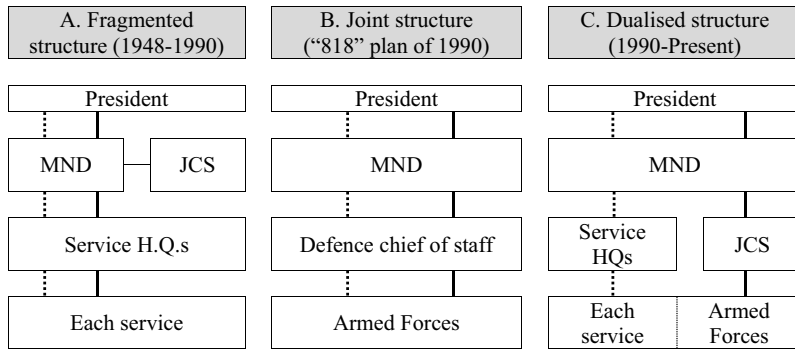 A. Fragmented
structure (1948-1990)
President
MND
JCS
Service H.Q.s
Each service
B. Joint structure
(“818” plan of 1990)
President
MND
Defence chief of staff
Armed Forces
C. Dualised structure
(1990-Present)
President
MND
Service
HQs
JCS
Each
service
Armed
Forces